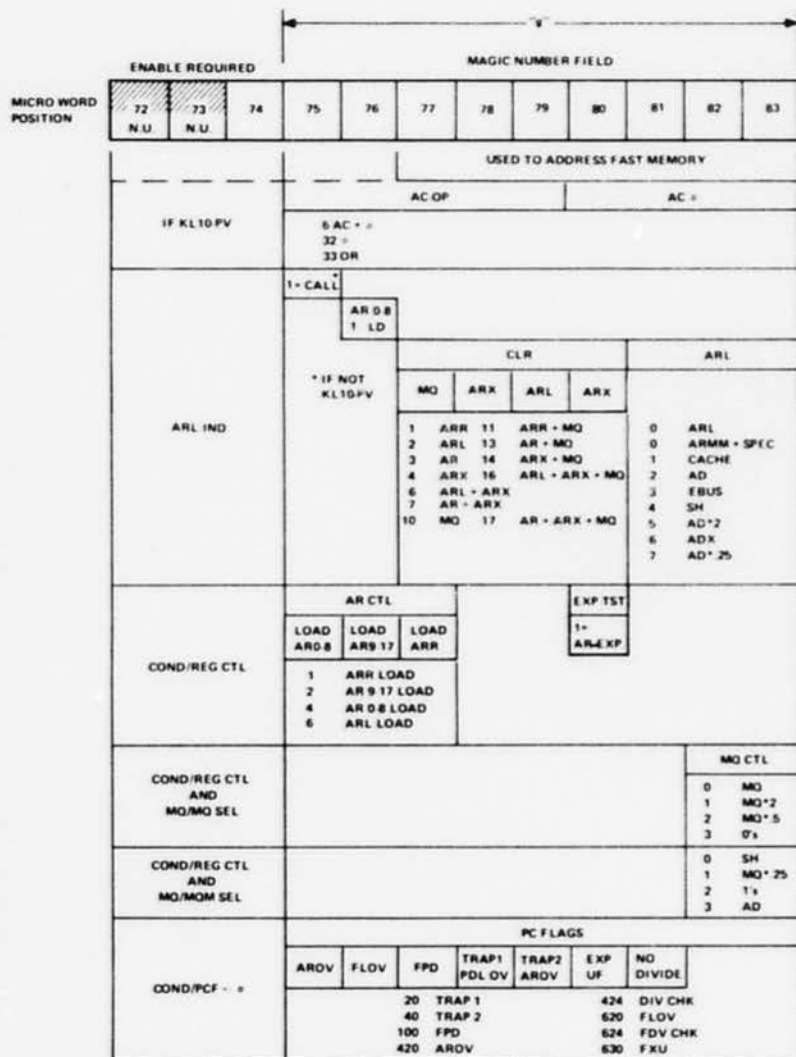 "#"
ENABLE REQUIRED MAGIC NUMBER FIELD
MICRO WORD POSITION 72 73 74 75 76 77 78 79 80 81 82 83
N.U. N.U.
USED TO ADDRESS FAST MEMORY
AC OP AC #
IF KL10-PV
6 AC + #
32 #
33 OR
1= CALL*
AR 0-8
1 LD
CLR ARL
* IF NOT
KL10-PV
MQ ARX ARL ARX
ARL IND
1 ARR 11 ARR + MQ 0 ARL
2 ARL 13 AR + MQ 0 ARMM + SPEC
3 AR 14 ARX + MQ 1 CACHE
4 ARX 16 ARL + ARX + MQ 2 AD
6 ARL + ARX 3 EBUS
7 AR + ARX 4 SH
10 MQ 17 AR + ARX + MQ 5 AD*2
6 ADX
7 AD*.25
AR CTL EXP TST
LOAD AR0-8 LOAD AR9-17 LOAD ARR 1= AR←EXP
COND/REG CTL
1 ARR LOAD
2 AR 9-17 LOAD
4 AR 0-8 LOAD
6 ARL LOAD
MQ CTL
COND/REG CTL
AND
MQ/MQ SEL
0 MQ
1 MQ*2
2 MQ*.5
3 0's
COND/REG CTL
AND
MQ/MQM SEL
0 SH
1 MQ*.25
2 1's
3 AD
PC FLAGS
AROV FLOV FPD TRAP1 PDL OV TRAP2 AROV EXP UF NO DIVIDE
COND/PCF - #
20 TRAP 1 424 DIV CHK
40 TRAP 2 620 FLOV
100 FPD 624 FDV CHK
420 AROV 630 FXU